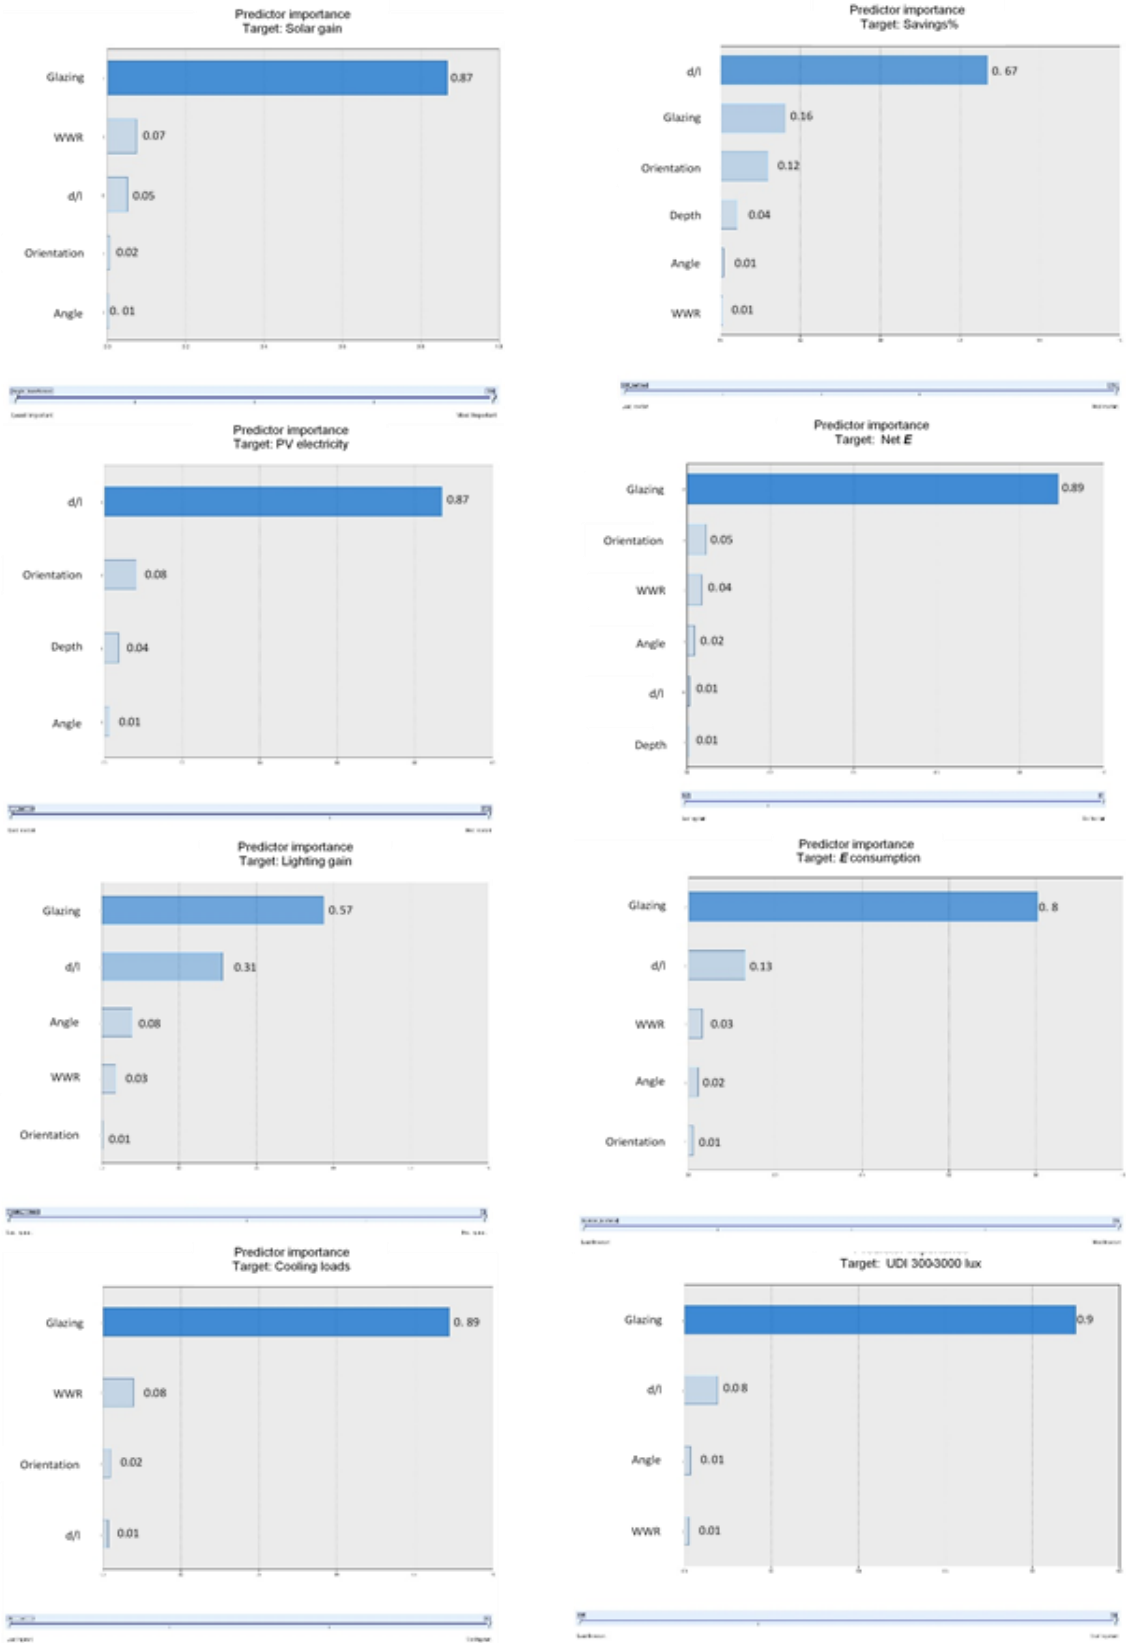 Predictor importance
Target: Solar gain
Glazing 0.87
WWR 0.07
d/l 0.05
Orientation 0.02
Angle 0. 01
Least Important Most Important
Predictor importance
Target: Savings%
d/l 0. 67
Glazing 0.16
Orientation 0.12
Depth 0.04
Angle 0.01
WWR 0.01
Predictor importance
Target: PV electricity
d/l 0.87
Orientation 0.08
Depth 0.04
Angle 0.01
Predictor importance
Target: Net E
Glazing 0.89
Orientation 0.05
WWR 0.04
Angle 0.02
d/l 0.01
Depth 0.01
Predictor importance
Target: Lighting gain
Glazing 0.57
d/l 0.31
Angle 0.08
WWR 0.03
Orientation 0.01
Predictor importance
Target: E consumption
Glazing 0. 8
d/l 0.13
WWR 0.03
Angle 0.02
Orientation 0.01
Predictor importance
Target: Cooling loads
Glazing 0. 89
WWR 0.08
Orientation 0.02
d/l 0.01
Target: UDI 300-3000 lux
Glazing 0.9
d/l 0.08
Angle 0.01
WWR 0.01